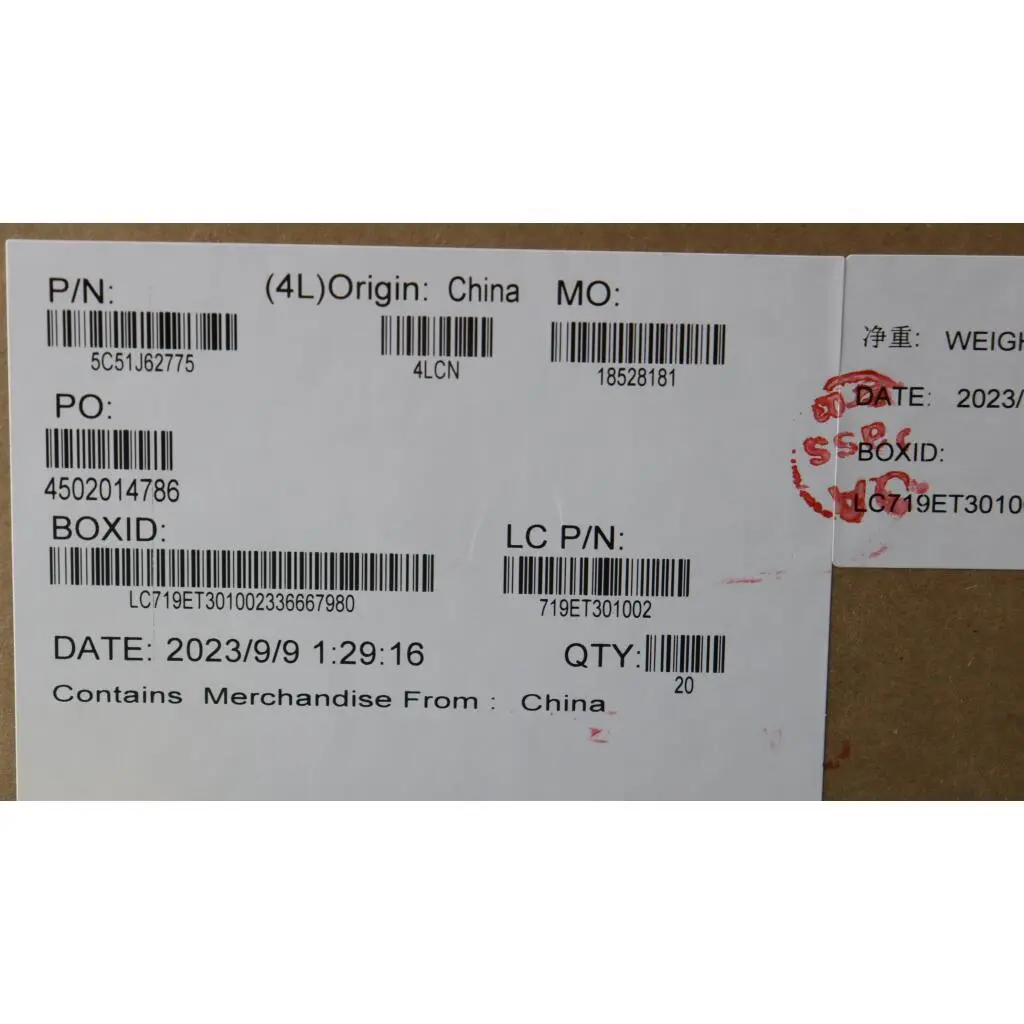 P/N: (4L)Origin: China MO:
5C51J62775 4LCN 18528181
PO:
4502014786
BOXID: LC P/N:
LC719ET301002336667980 719ET301002
DATE: 2023/9/9 1:29:16 QTY:
20
Contains Merchandise From : China
净重:
DATE: 2023/
BOXID:
LC719ET3010
PASS